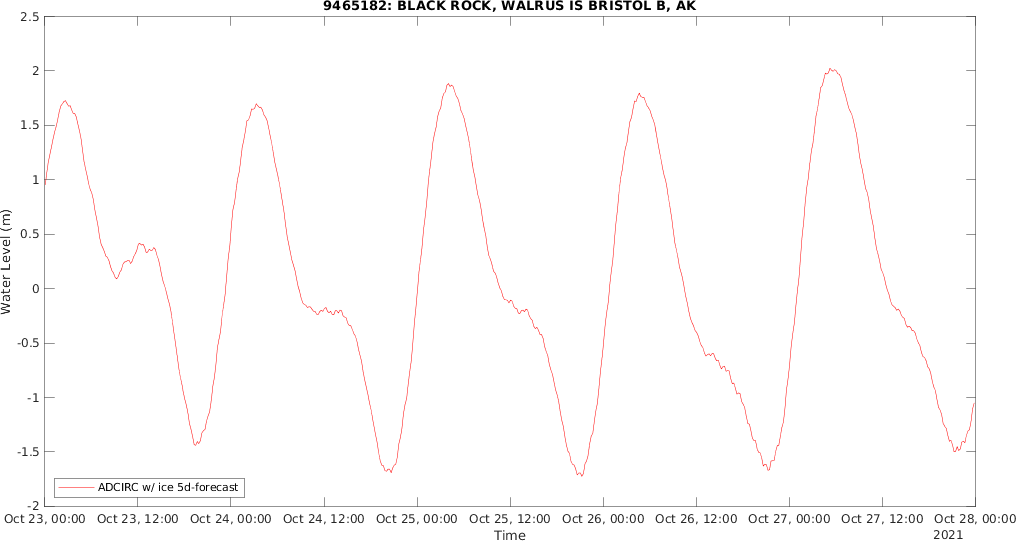 9465182: BLACK ROCK, WALRUS IS BRISTOL B, AK
2.5
2
1.5
1
0.5
0
-0.5
-1
-1.5
-2
Water Level (m)
ADCIRC w/ ice 5d-forecast
Oct 23, 00:00 Oct 23, 12:00 Oct 24, 00:00 Oct 24, 12:00 Oct 25, 00:00 Oct 25, 12:00 Oct 26, 00:00 Oct 26, 12:00 Oct 27, 00:00 Oct 27, 12:00 Oct 28, 00:00
Time
2021